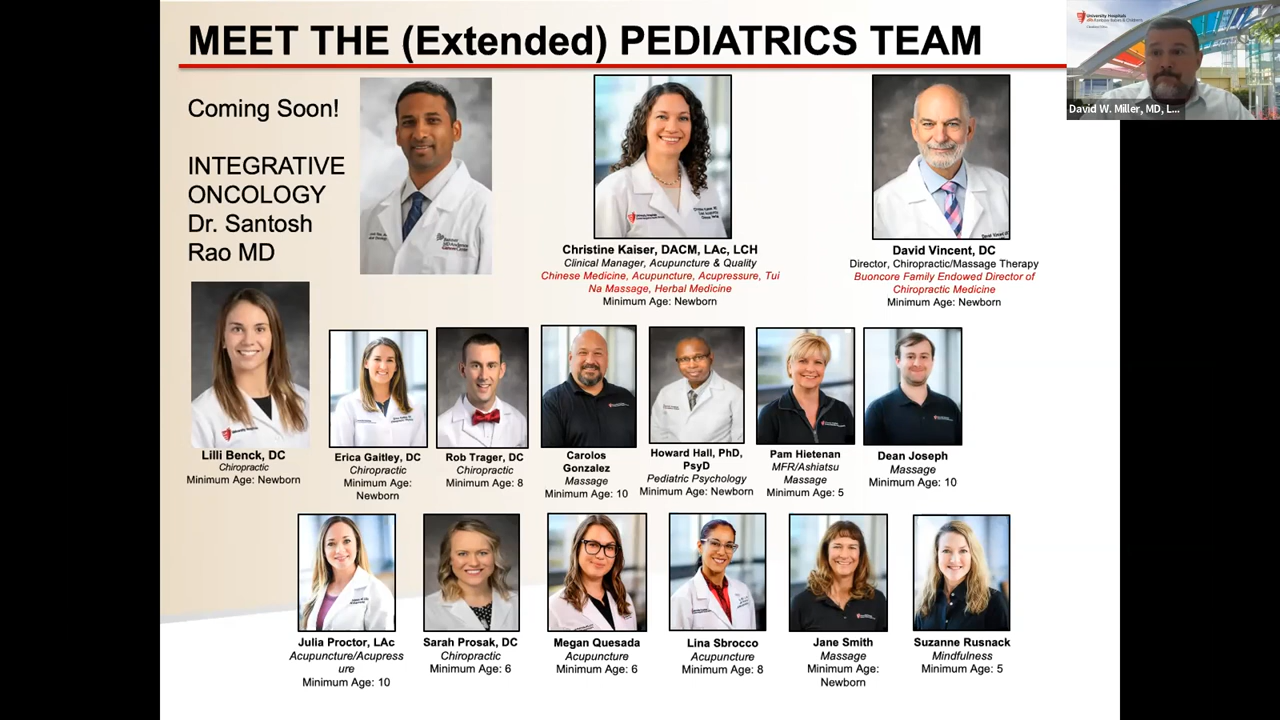 MEET THE (Extended) PEDIATRICS TEAM
University Hospitals
David W. Miller, MD, L...
Coming Soon!
INTEGRATIVE
ONCOLOGY
Dr. Santosh
Rao MD
Christine Kaiser, DACM, LAc, LCH
Clinical Manager, Acupuncture & Quality
Chinese Medicine, Acupuncture, Acupressure, Tui
Na Massage, Herbal Medicine
Minimum Age: Newborn
David Vincent, DC
Director, Chiropractic/Massage Therapy
Buoncore Family Endowed Director of
Chiropractic Medicine
Minimum Age: Newborn
Lilli Benck, DC
Chiropractic
Minimum Age: Newborn
Erica Gaitley, DC
Chiropractic
Minimum Age:
Newborn
Rob Trager, DC
Chiropractic
Minimum Age: 8
Carolos
Gonzalez
Massage
Minimum Age: 10
Howard Hall, PhD,
PsyD
Pediatric Psychology
Minimum Age: Newborn
Pam Hietenan
MFR/Ashiatsu
Massage
Minimum Age: 5
Dean Joseph
Massage
Minimum Age: 10
Julia Proctor, LAc
Acupuncture/Acupress
ure
Minimum Age: 10
Sarah Prosak, DC
Chiropractic
Minimum Age: 6
Megan Quesada
Acupuncture
Minimum Age: 6
Lina Sbrocco
Acupuncture
Minimum Age: 8
Jane Smith
Massage
Minimum Age:
Newborn
Suzanne Rusnack
Mindfulness
Minimum Age: 5